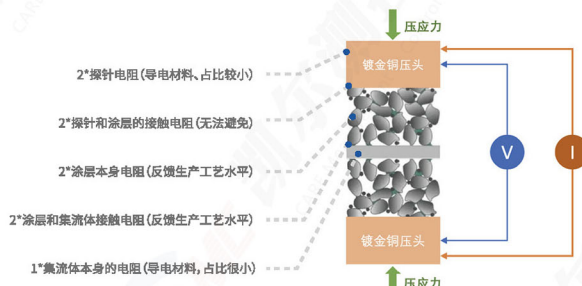 压应力
镀金铜压头
2*探针电阻(导电材料、占比较小)
2*探针和涂层的接触电阻(无法避免)
2*涂层本身电阻(反馈生产工艺水平)
V
I
2*涂层和集流体接触电阻(反馈生产工艺水平)
镀金铜压头
1*集流体本身的电阻(导电材料,占比很小)
压应力